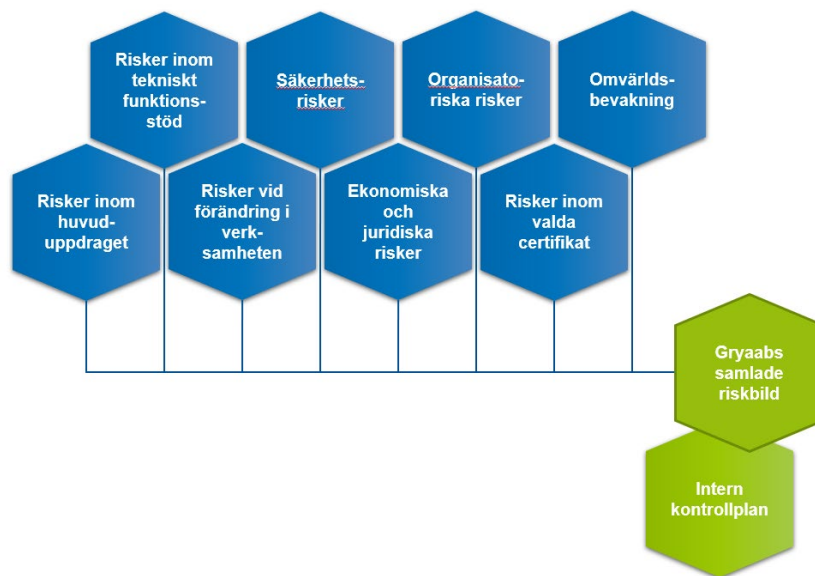 Risker inom
tekniskt
funktions-
stöd
Säkerhets-
risker
Organisato-
riska risker
Omvärlds-
bevakning
Risker inom
huvud-
uppdraget
Risker vid
förändring i
verk-
samheten
Ekonomiska
och
juridiska
risker
Risker inom
valda
certifikat
Gryaabs
samlade
riskbild
Intern
kontrollplan